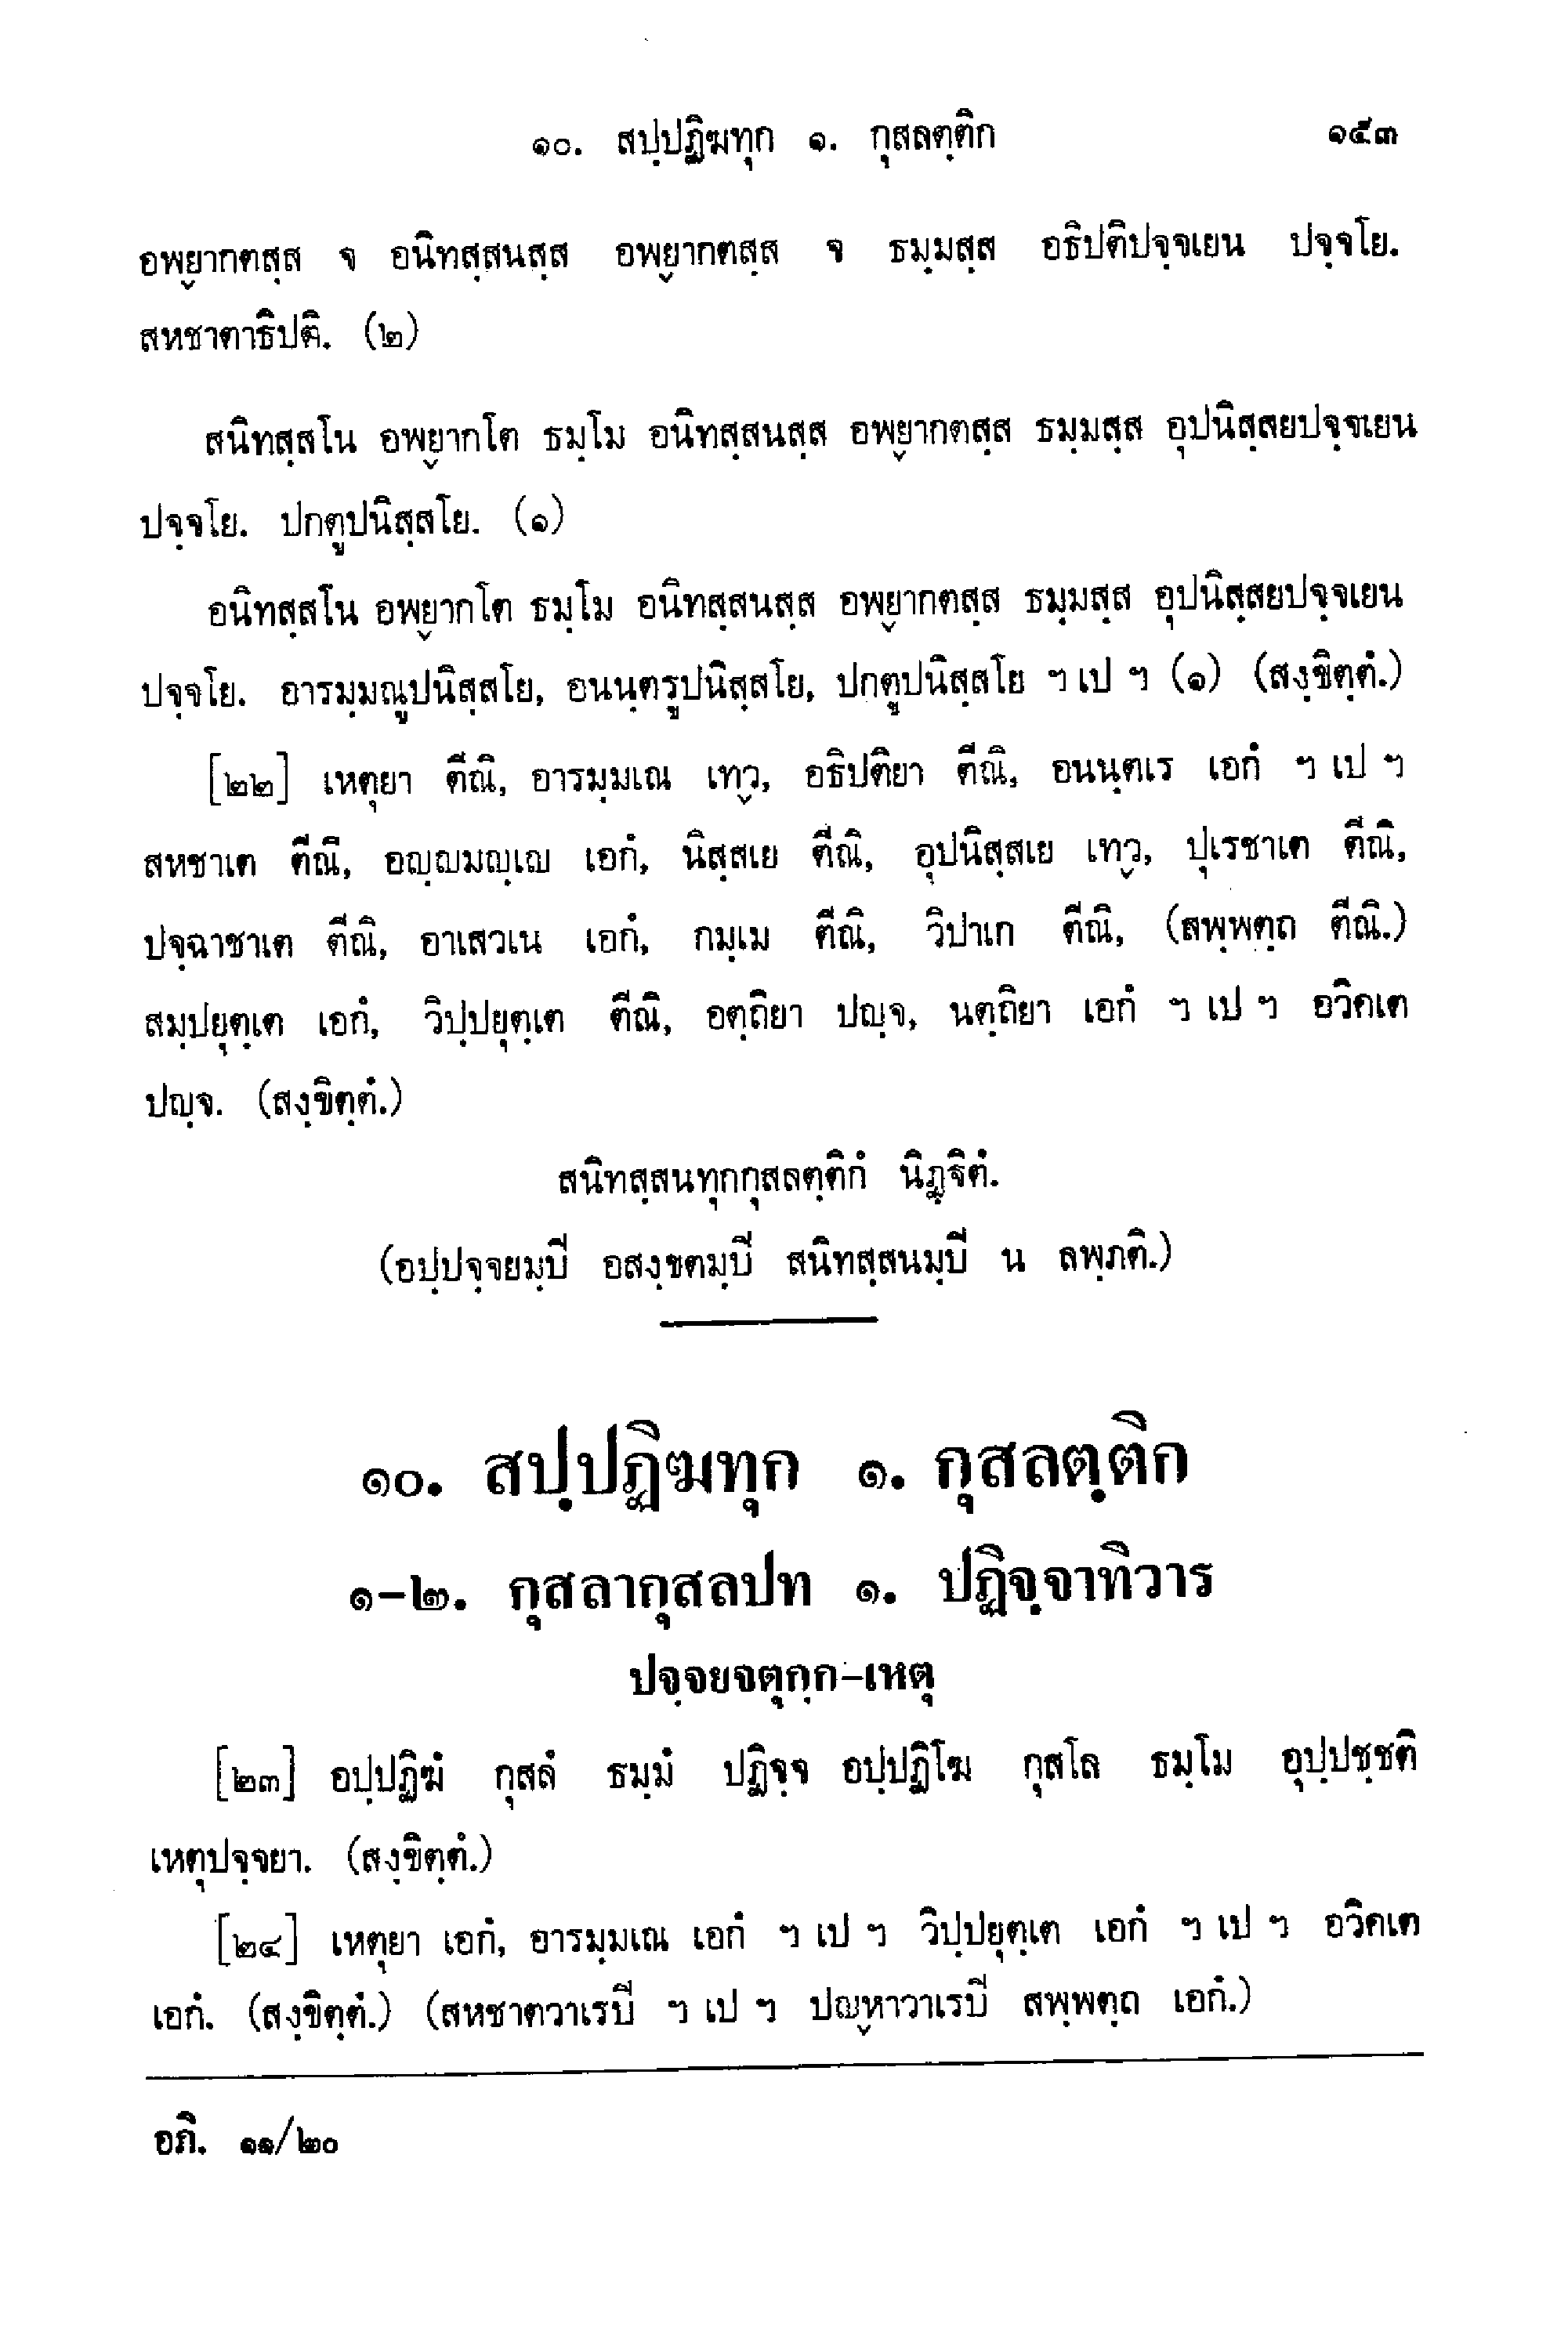 ๑๐. สปฺปฏิฆทุก ๑. กุสลตฺติก ๑๕๓
อพฺยากตสฺส จ อนิทสฺสนสฺส อพฺยากตสฺส จ ธมฺมสฺส อธิปติปจฺจเยน ปจฺจโย.
สหชาตาธิปติ. (๒)
สนิทสฺสโน อพฺยากโต ธมฺโม อนิทสฺสนสฺส อพฺยากตสฺส ธมฺมสฺส อุปนิสฺสยปจฺจเยน
ปจฺจโย. ปกตูปนิสฺสโย. (๑)
อนิทสฺสโน อพฺยากโต ธมฺโม อนิทสฺสนสฺส อพฺยากตสฺส ธมฺมสฺส อุปนิสฺสยปจฺจเยน
ปจฺจโย. อารมฺมณูปนิสฺสโย, อนนฺตรูปนิสฺสโย, ปกตูปนิสฺสโย ฯ เป ฯ (๑) (สงฺขิตฺตํ.)
[๒๒] เหตุยา ตีณิ, อารมฺมเณ เทฺว, อธิปติยา ตีณิ, อนนฺตเร เอกํ ฯ เป ฯ
สหชาเต ตีณิ, อญฺญมญฺเญ เอกํ, นิสฺสเย ตีณิ, อุปนิสฺสเย เทฺว, ปุเรชาเต ตีณิ,
ปจฺฉาชาเต ตีณิ, อาเสวเน เอกํ, กมฺเม ตีณิ, วิปาเก ตีณิ, (สพฺพตฺถ ตีณิ.)
สมฺปยุตฺเต เอกํ, วิปฺปยุตฺเต ตีณิ, อตฺถิยา ปญฺจ, นตฺถิยา เอกํ ฯ เป ฯ อวิคเต
ปญฺจ. (สงฺขิตฺตํ.)
สนิทสฺสนทุกกุสลตฺติกํ นิฏฺฐิตํ.
(อปฺปจฺจยมฺปิ อสงฺขตมฺปิ สนิทสฺสนมฺปิ น ลพฺภติ.)
๑๐. สปฺปฏิฆทุก ๑. กุสลตฺติก
๑-๒. กุสลากุสลปท ๑. ปฏิจฺจาทิวาร
ปจฺจยจตุกฺก-เหตุ
[๒๓] อปฺปฏิฆํ กุสลํ ธมฺมํ ปฏิจฺจ อปฺปฏิโฆ กุสโล ธมฺโม อุปฺปชฺชติ
เหตุปจฺจยา. (สงฺขิตฺตํ.)
[๒๔] เหตุยา เอกํ, อารมฺมเณ เอกํ ฯ เป ฯ วิปฺปยุตฺเต เอกํ ฯ เป ฯ อวิคเต
เอกํ. (สงฺขิตฺตํ.) (สหชาตวาเรปิ ฯ เป ฯ ปญฺหาวาเรปิ สพฺพตฺถ เอกํ.)
อภิ. ๑๑/๒๐